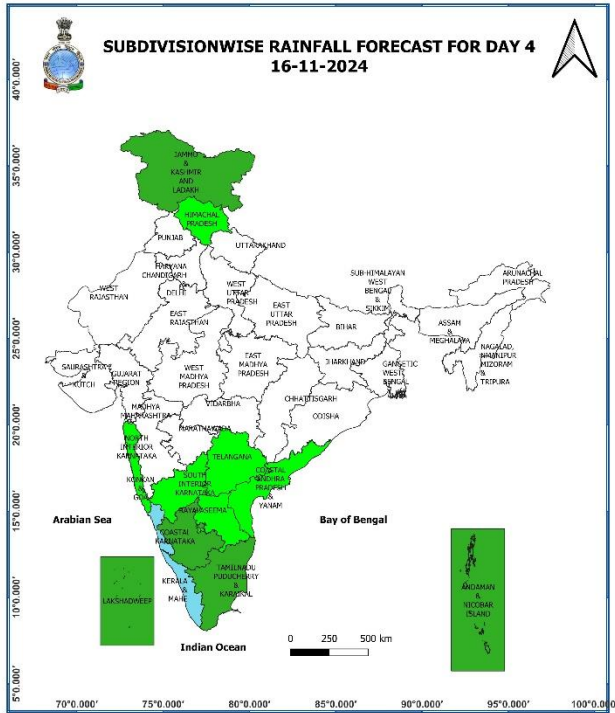 SUBDIVISIONWISE RAINFALL FORECAST FOR DAY 4
16-11-2024
40°0.000'
35°0.000'
30°0.000'
25°0.000'
20°0.000'
15°0.000'
10°0.000'
5°0.000'
JAMMU
&
KASHMIR
AND
LADAKH
HIMACHAL
PRADESH
PUNJAB
UTTARAKHAND
HARYANA
CHANDIGARH
&
DELHI
WEST
RAJASTHAN
WEST
UTTAR
PRADESH
EAST
RAJASTHAN
EAST
UTTAR
PRADESH
SUB-HIMALAYAN
WEST
BENGAL
&
SIKKIM
ARUNACHAL
PRADESH
BIHAR
ASSAM
&
MEGHALAYA
NAGALAD,
MIZORAM
&
TRIPURA
SAURASHTRA
&
KUTCH
GUJARAT
REGION
WEST
MADHYA
PRADESH
EAST
MADHYA
PRADESH
JHARKHAND
GANGETIC
WEST
BENGAL
MADHYA
MAHARASHTRA
VIDARBHA
CHHATTISGARH
ODISHA
MARATHAWADA
NORTH
INTERIOR
KARNATAKA
TELANGANA
KONKAN
&
GOA
SOUTH
INTERIOR
KARNATAKA
COASTAL
ANDHRA
PRADESH
&
YANAM
RAYALASEEMA
Arabian Sea
Bay of Bengal
COASTAL
KARNATAKA
KERALA
&
MAHE
TAMILNADU
PUDUCHERRY
&
KARAIKAL
LAKSHADWEEP
ANDAMAN
&
NICOBAR
ISLAND
Indian Ocean
0 250 500 km
70°0.000' 75°0.000' 80°0.000' 85°0.000' 90°0.000' 95°0.000'